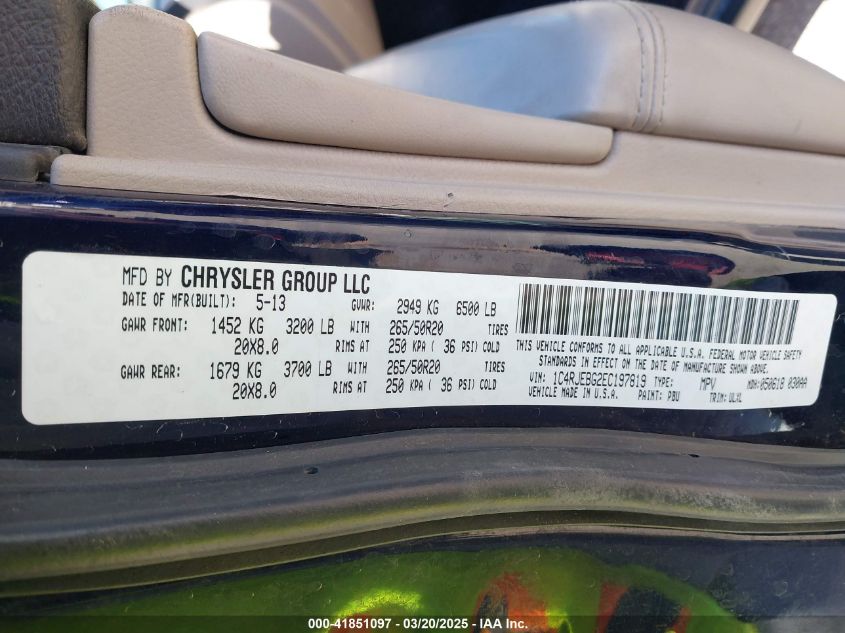 MFD BY CHRYSLER GROUP LLC
DATE OF MFR(BUILT): 5-13 GVWR: 2949 KG 6500 LB
GAWR FRONT: 1452 KG 3200 LB WITH 265/50R20 TIRES
20X8.0 RIMS AT 250 KPA ( 36 PSI) COLD
GAWR REAR: 1679 KG 3700 LB WITH 265/50R20 TIRES
20X8.0 RIMS AT 250 KPA ( 36 PSI) COLD
THIS VEHICLE CONFORMS TO ALL APPLICABLE U.S.A. FEDERAL MOTOR VEHICLE SAFETY
STANDARDS IN EFFECT ON THE DATE OF MANUFACTURE SHOWN ABOVE.
VIN: 1C4RJEBG2EC197819 TYPE: MPV MDH: 050618 030AA
VEHICLE MADE IN U.S.A. PAINT: PBU TRIM: ULXL
000-41851097 - 03/20/2025 - IAA Inc.